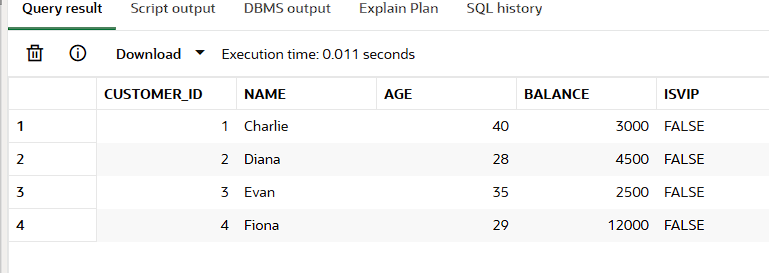 Query result Script output DBMS output Explain Plan SQL history
Download Execution time: 0.011 seconds
CUSTOMER_ID NAME AGE BALANCE ISVIP
1 1 Charlie 40 3000 FALSE
2 2 Diana 28 4500 FALSE
3 3 Evan 35 2500 FALSE
4 4 Fiona 29 12000 FALSE